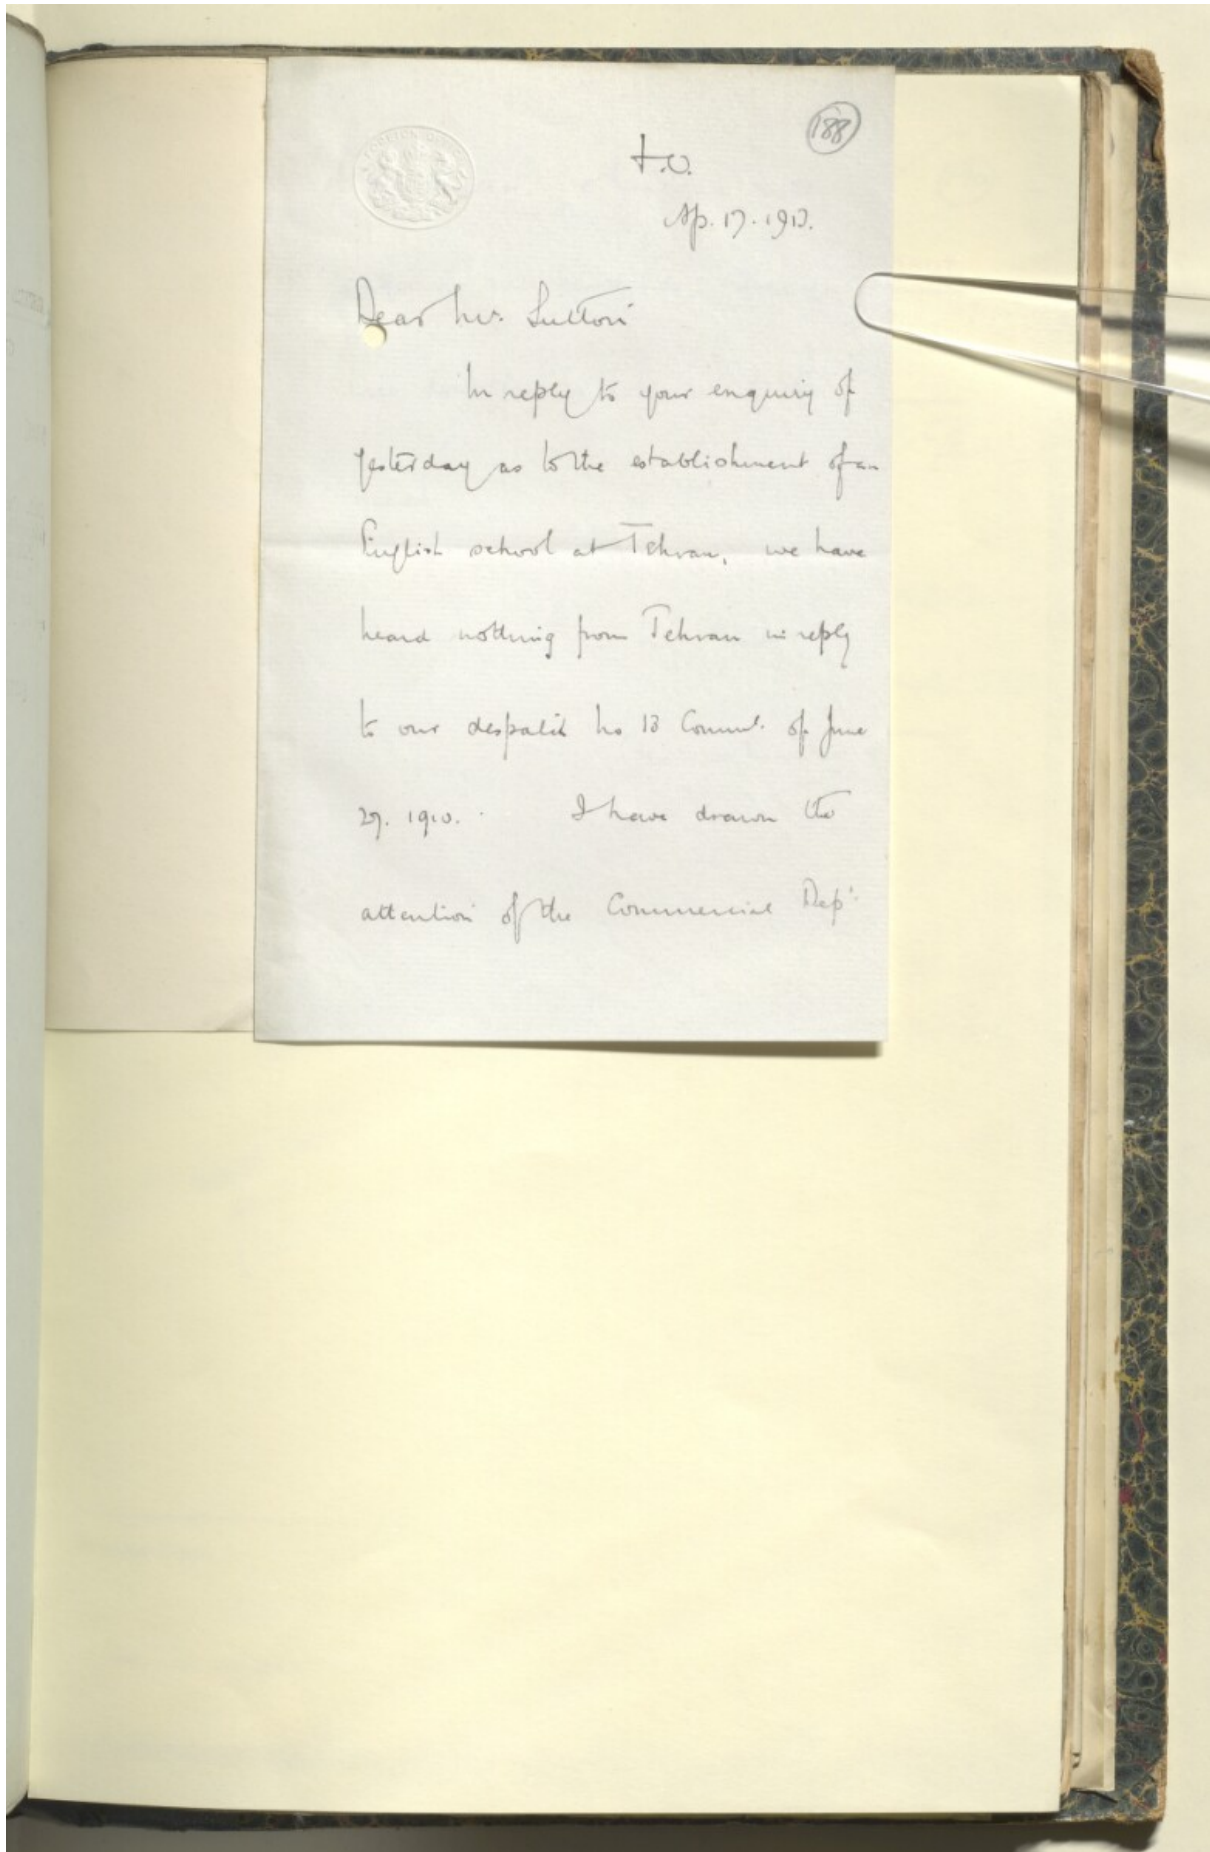 188
F.O.
Ap. 17. 1913.
Dear Mr. Sutton
In reply to your enquiry of
yesterday as to the establishment of an
English school at Tehran, we have
heard nothing from Tehran in reply
to our despatch No 13 Comml. of June
29. 1910. I have drawn the
attention of the Commercial Dept.